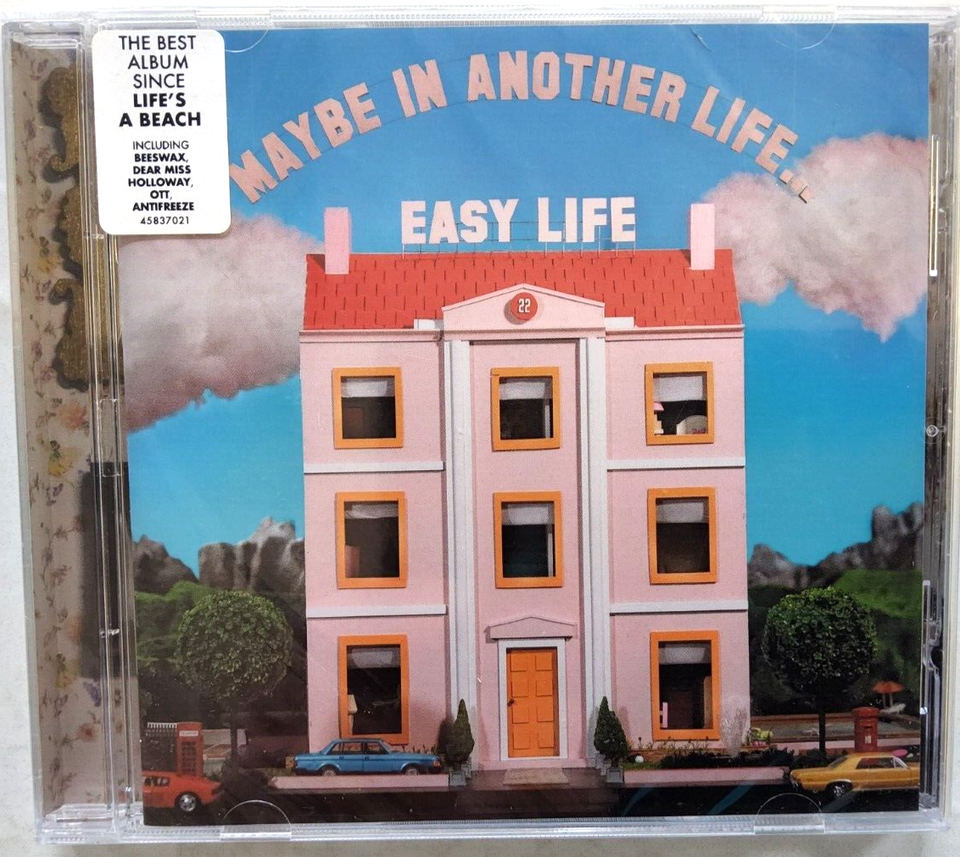 THE BEST
ALBUM
SINCE
LIFE'S
A BEACH
INCLUDING
BEESWAX,
DEAR MISS
HOLLOWAY,
OTT,
ANTIFREEZE
45837021
MAYBE IN ANOTHER LIFE...
EASY LIFE
22